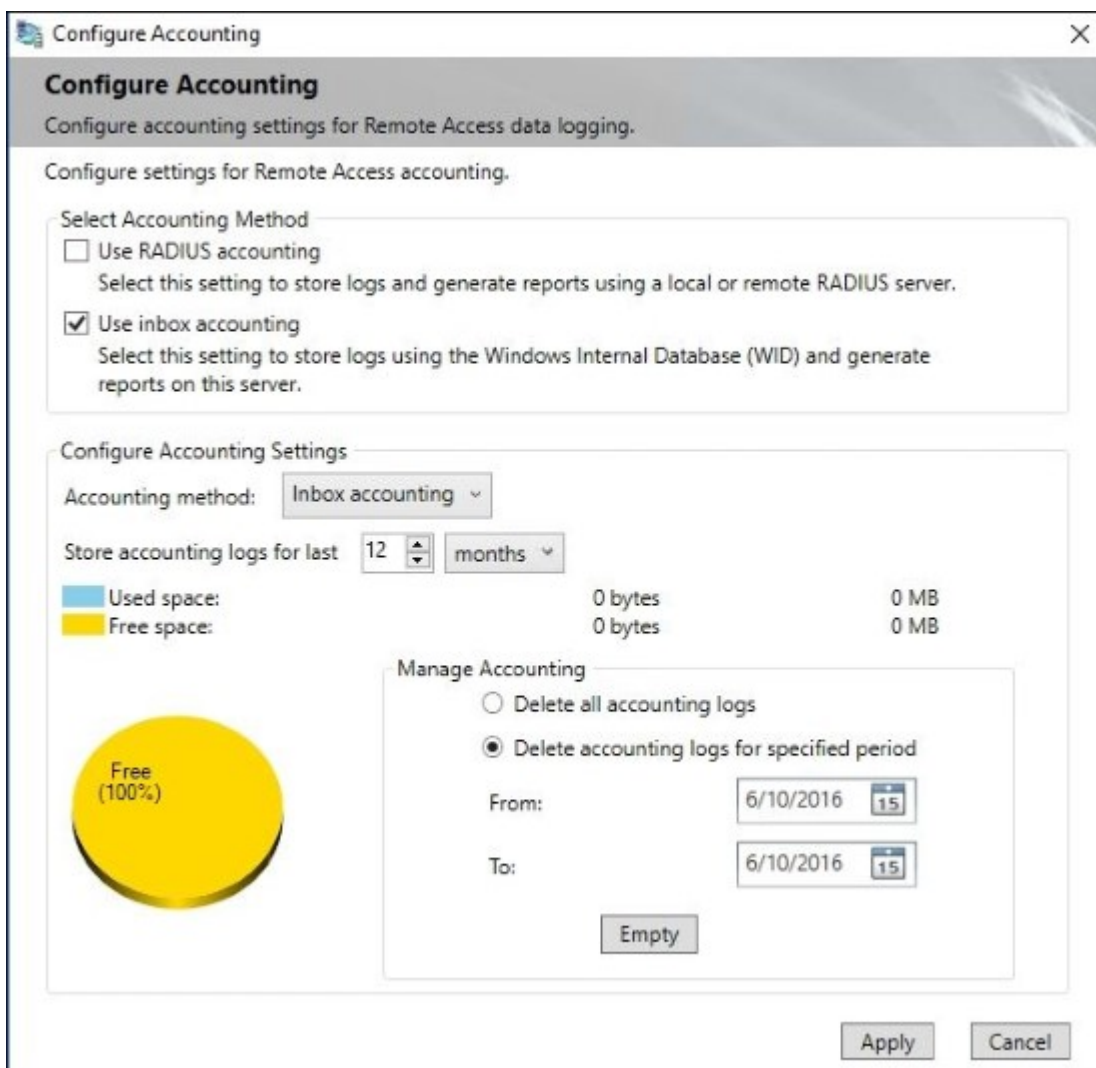 Configure Accounting
Configure Accounting
Configure accounting settings for Remote Access data logging.
Configure settings for Remote Access accounting.
Select Accounting Method
Use RADIUS accounting
Select this setting to store logs and generate reports using a local or remote RADIUS server.
Use inbox accounting
Select this setting to store logs using the Windows Internal Database (WID) and generate
reports on this server.
Configure Accounting Settings
Accounting method: Inbox accounting
Store accounting logs for last 12 months
Used space: 0 bytes 0 MB
Free space: 0 bytes 0 MB
Manage Accounting
Delete all accounting logs
Delete accounting logs for specified period
Free
(100%)
From: 6/10/2016 15
To: 6/10/2016 15
Empty
Apply Cancel